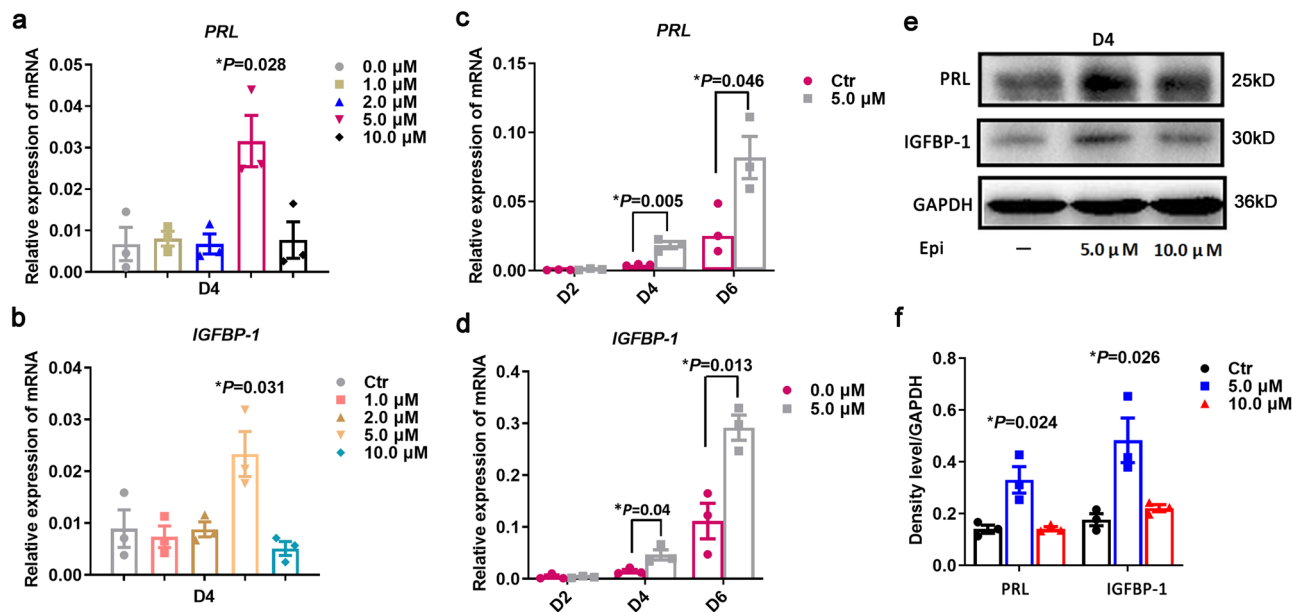 a
PRL
Relative expression of mRNA
0.05
0.04
0.03
0.02
0.01
0.00
*P=0.028
D4
0.0 μM
1.0 μM
2.0 μM
5.0 μM
10.0 μM
b
IGFBP-1
Relative expression of mRNA
0.04
0.03
0.02
0.01
0.00
*P=0.031
D4
Ctr
1.0 μM
2.0 μM
5.0 μM
10.0 μM
c
PRL
Relative expression of mRNA
0.15
0.10
0.05
0.00
*P=0.005
*P=0.046
D2
D4
D6
Ctr
5.0 μM
d
IGFBP-1
Relative expression of mRNA
0.4
0.3
0.2
0.1
0.0
*P=0.04
*P=0.013
D2
D4
D6
0.0 μM
5.0 μM
e
D4
PRL
25kD
IGFBP-1
30kD
GAPDH
36kD
Epi — 5.0 μ M 10.0 μ M
f
Density level/GAPDH
0.8
0.6
0.4
0.2
0.0
*P=0.024
*P=0.026
PRL
IGFBP-1
Ctr
5.0 μM
10.0 μM